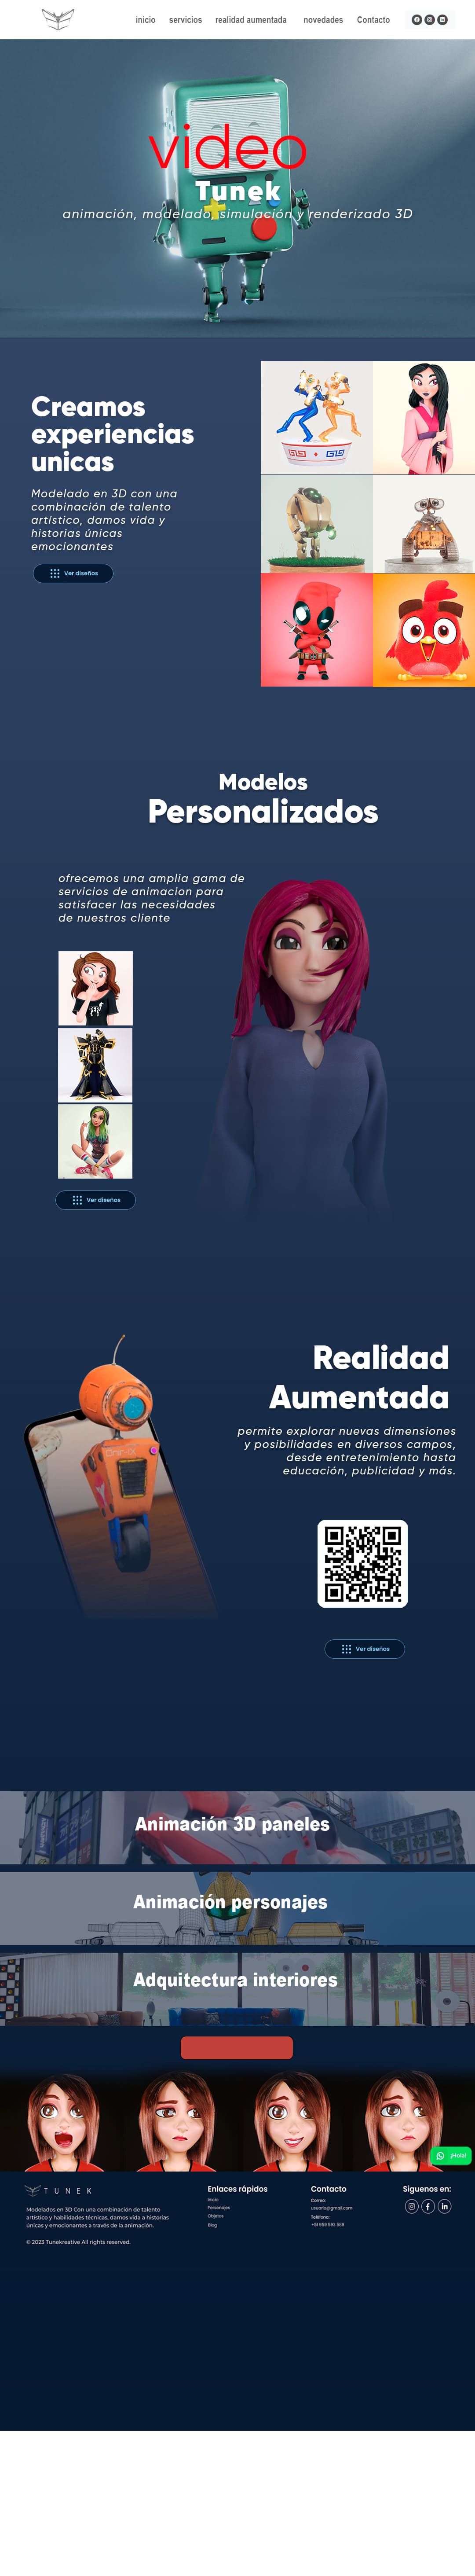 inicio servicios realidad aumentada novedades Contacto
video
Tunek
animación, modelado, simulación y renderizado 3D
Creamos
experiencias
unicas
Modelado en 3D con una
combinación de talento
artístico, damos vida y
historias únicas
emocionantes
Ver diseños
Modelos
Personalizados
ofrecemos una amplia gama de
servicios de animacion para
satisfacer las necesidades
de nuestros cliente
Ver diseños
Realidad
Aumentada
permite explorar nuevas dimensiones
y posibilidades en diversos campos,
desde entretenimiento hasta
educación, publicidad y más.
Ver diseños
Animación 3D paneles
Animación personajes
Adquitectura interiores
¡Hola!
TUNEK
Modelados en 3D Con una combinación de talento
artístico y habilidades técnicas, damos vida a historias
únicas y emocionantes a través de la animación.
© 2023 Tunekreative All rights reserved.
Enlaces rápidos
Inicio
Personajes
Objetos
Blog
Contacto
Correo:
usuario@gmail.com
Teléfono:
+51 959 593 589
Síguenos en: